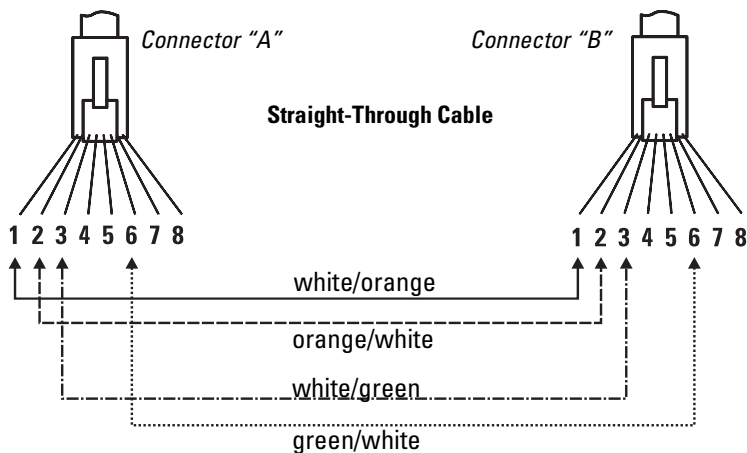 Connector “A”
Connector “B”
Straight-Through Cable
1 2 3 4 5 6 7 8
1 2 3 4 5 6 7 8
white/orange
orange/white
white/green
green/white